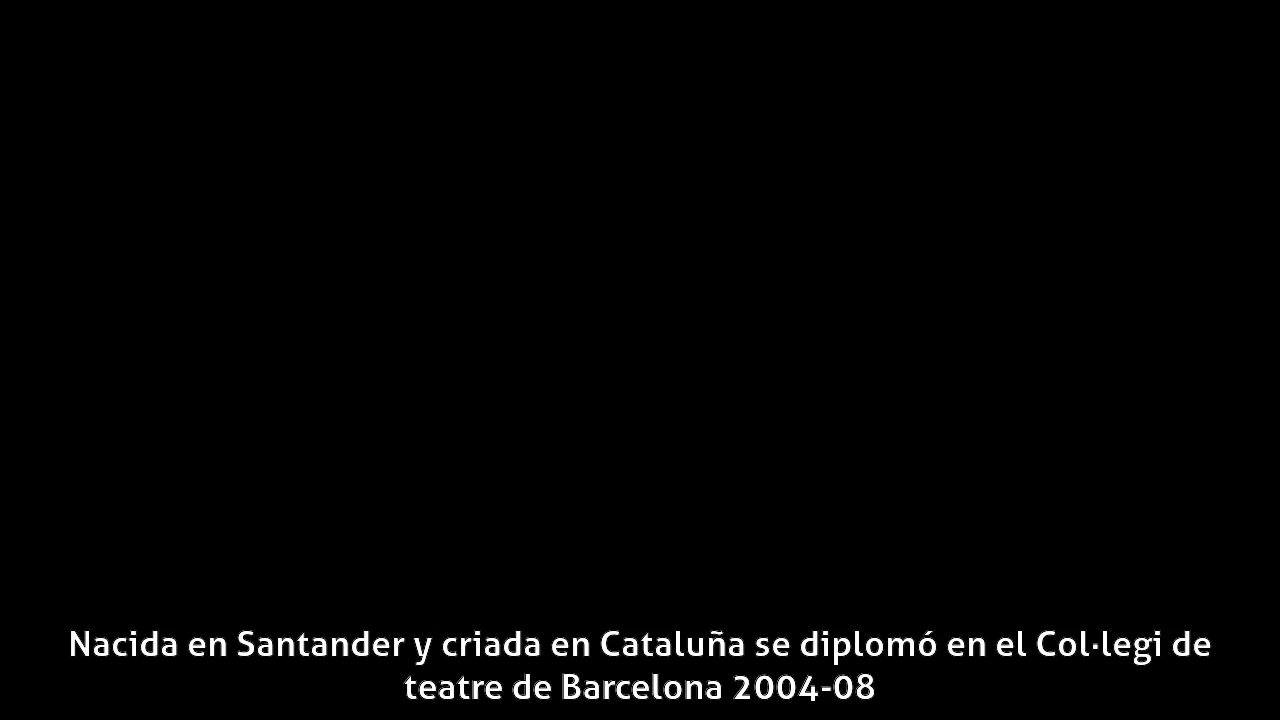 Nacida en Santander y criada en Cataluña se diplomó en el Col·legi de
teatre de Barcelona 2004-08